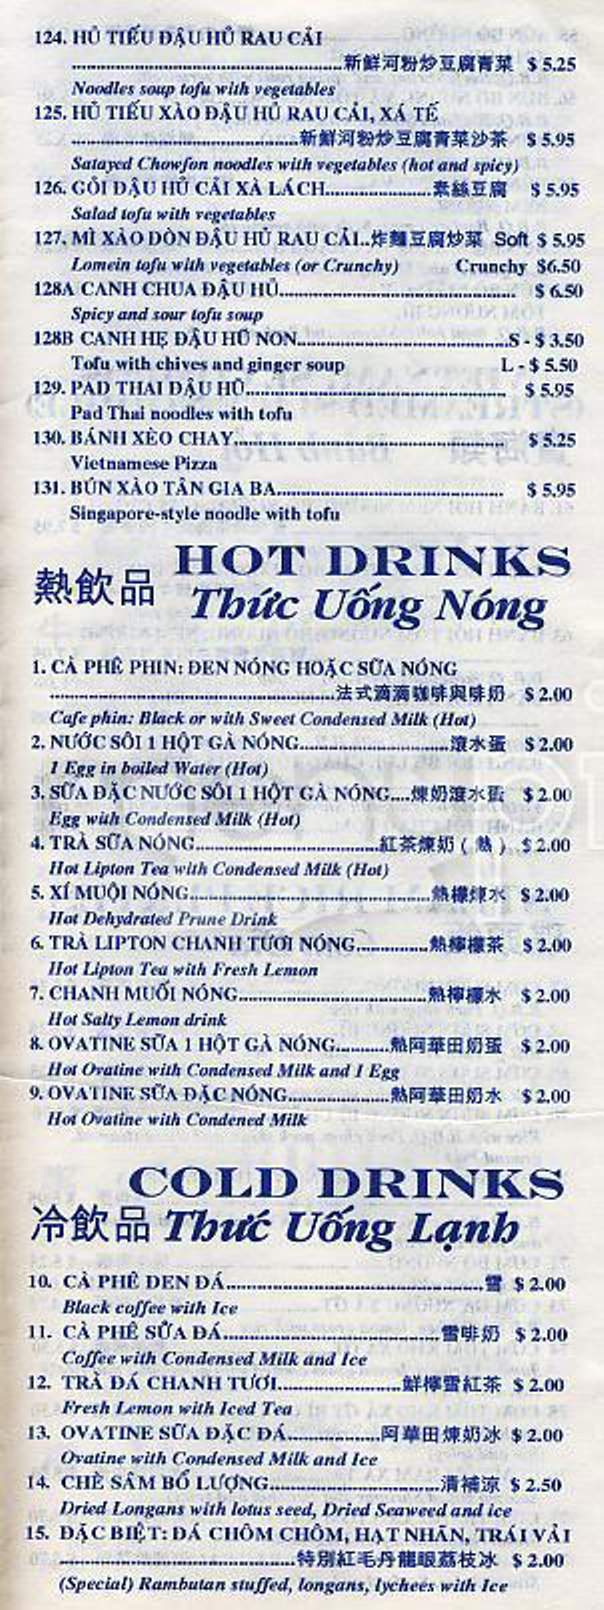 124. HỦ TIẾU ĐẬU HỦ RAU CẢI
新鮮河粉炒豆腐青菜 $ 5.25
Noodles soup tofu with vegetables
125. HỦ TIẾU XÀO ĐẬU HỦ RAU CẢI, XÁ TẾ
新鮮河粉炒豆腐青菜沙茶 $ 5.95
Satayed Chowfon noodles with vegetables (hot and spicy)
126. GỎI ĐẬU HỦ CẢI XÀ LÁCH 素絲豆腐 $ 5.95
Salad tofu with vegetables
127. MÌ XÀO DÒN ĐẬU HỦ RAU CẢI..炸麵豆腐炒菜 Soft $ 5.95
Lomein tofu with vegetables (or Crunchy) Crunchy $6.50
128A CANH CHUA ĐẬU HỦ $ 6.50
Spicy and sour tofu soup
128B CANH HẸ ĐẬU HŨ NON S - $ 3.50
Tofu with chives and ginger soup L - $ 5.50
129. PAD THAI ĐẬU HŨ $ 5.95
Pad Thai noodles with tofu
130. BÁNH XÈO CHAY $ 5.25
Vietnamese Pizza
131. BÚN XÀO TÂN GIA BA $ 5.95
Singapore-style noodle with tofu
HOT DRINKS
熱飲品 Thức Uống Nóng
1. CÀ PHÊ PHIN: ĐEN NÓNG HOẶC SỮA NÓNG
法式滴滴咖啡與啡奶 $ 2.00
Cafe phin: Black or with Sweet Condensed Milk (Hot)
2. NƯỚC SÔI 1 HỘT GÀ NÓNG 滾水蛋 $ 2.00
1 Egg in boiled Water (Hot)
3. SỮA ĐẶC NƯỚC SÔI 1 HỘT GÀ NÓNG....煉奶滾水蛋 $ 2.00
Egg with Condensed Milk (Hot)
4. TRÀ SỮA NÓNG 紅茶煉奶 ( 熱 ) $ 2.00
Hot Lipton Tea with Condensed Milk (Hot)
5. XÍ MUỘI NÓNG 熱檬煉水 $ 2.00
Hot Dehydrated Prune Drink
6. TRÀ LIPTON CHANH TƯƠI NÓNG 熱檸檬茶 $ 2.00
Hot Lipton Tea with Fresh Lemon
7. CHANH MUỐI NÓNG 熱檸檬水 $ 2.00
Hot Salty Lemon drink
8. OVATINE SỮA 1 HỘT GÀ NÓNG 熱阿華田奶蛋 $ 2.00
Hot Ovatine with Condensed Milk and 1 Egg
9. OVATINE SỮA ĐẶC NÓNG 熱阿華田奶水 $ 2.00
Hot Ovatine with Condened Milk
COLD DRINKS
冷飲品 Thưć Uống Lạnh
10. CÀ PHÊ ĐEN ĐÁ 雪 $ 2.00
Black coffee with Ice
11. CÀ PHÊ SỮA ĐÁ 雪啡奶 $ 2.00
Coffee with Condensed Milk and Ice
12. TRÀ ĐÁ CHANH TƯƠI 鮮檸雪紅茶 $ 2.00
Fresh Lemon with Iced Tea
13. OVATINE SỮA ĐẶC ĐÁ 阿華田煉奶冰 $ 2.00
Ovatine with Condensed Milk and Ice
14. CHÈ SÂM BỔ LƯỢNG 清補涼 $ 2.50
Dried Longans with lotus seed, Dried Seaweed and ice
15. ĐẶC BIỆT: ĐÁ CHÔM CHÔM, HẠT NHÃN, TRÁI VẢI
特別紅毛丹龍眼荔枝冰 $ 2.00
(Special) Rambutan stuffed, longans, lychees with Ice